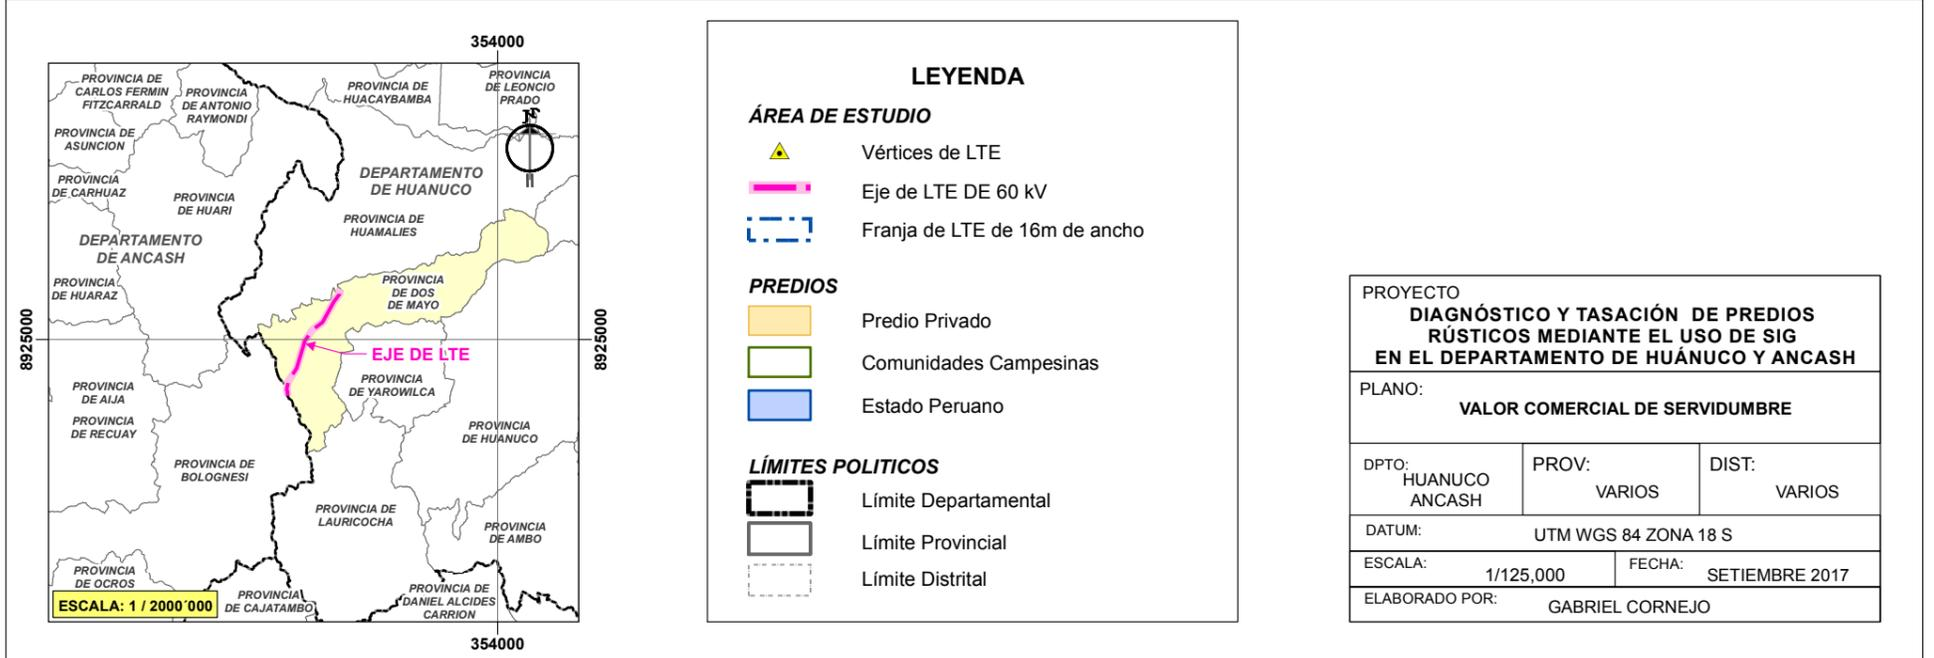 354000
PROVINCIA DE
CARLOS FERMIN
FITZCARRALD
PROVINCIA
DE ANTONIO
RAYMONDI
PROVINCIA DE
HUACAYBAMBA
PROVINCIA
DE LEONCIO
PRADO
PROVINCIA DE
ASUNCION
N
PROVINCIA
DE CARHUAZ
PROVINCIA
DE HUARI
DEPARTAMENTO
DE HUANUCO
PROVINCIA DE
HUAMALIES
DEPARTAMENTO
DE ANCASH
PROVINCIA
DE HUARAZ
PROVINCIA
DE DOS
DE MAYO
8925000
8925000
EJE DE LTE
PROVINCIA
DE AIJA
PROVINCIA
DE YAROWILCA
PROVINCIA
DE RECUAY
PROVINCIA
DE HUANUCO
PROVINCIA DE
BOLOGNESI
PROVINCIA DE
LAURICOCHA
PROVINCIA
DE AMBO
PROVINCIA
DE OCROS
PROVINCIA
DE CAJATAMBO
PROVINCIA DE
DANIEL ALCIDES
CARRION
ESCALA: 1 / 2000´000
354000
LEYENDA
ÁREA DE ESTUDIO
Vértices de LTE
Eje de LTE DE 60 kV
Franja de LTE de 16m de ancho
PREDIOS
Predio Privado
Comunidades Campesinas
Estado Peruano
LÍMITES POLITICOS
Límite Departamental
Límite Provincial
Límite Distrital
PROYECTO
DIAGNÓSTICO Y TASACIÓN DE PREDIOS
RÚSTICOS MEDIANTE EL USO DE SIG
EN EL DEPARTAMENTO DE HUÁNUCO Y ANCASH
PLANO:
VALOR COMERCIAL DE SERVIDUMBRE
DPTO:
HUANUCO
ANCASH
PROV:
VARIOS
DIST:
VARIOS
DATUM:
UTM WGS 84 ZONA 18 S
ESCALA:
1/125,000
FECHA:
SETIEMBRE 2017
ELABORADO POR:
GABRIEL CORNEJO